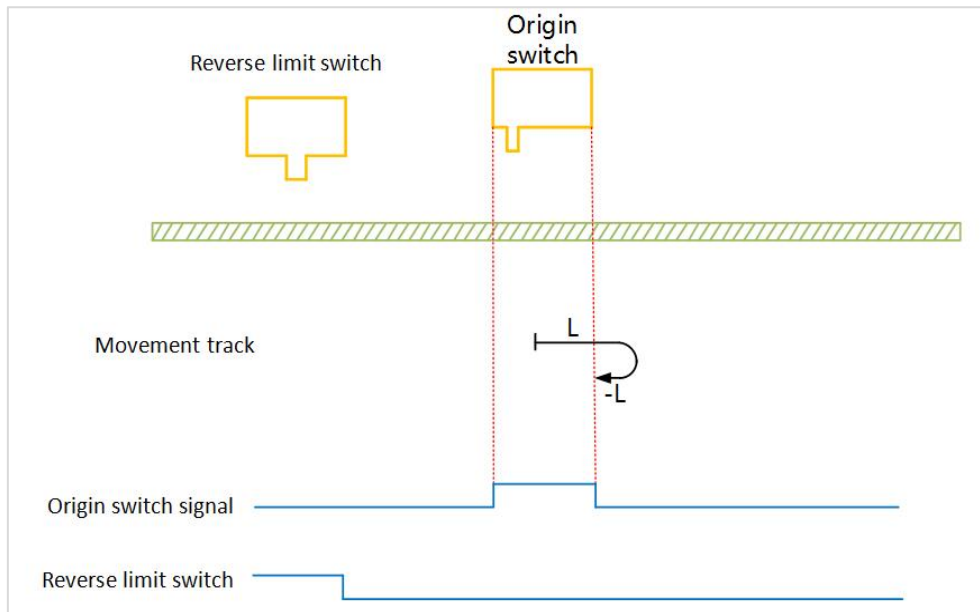 Origin
switch
Reverse limit switch
L
Movement track
-L
Origin switch signal
Reverse limit switch